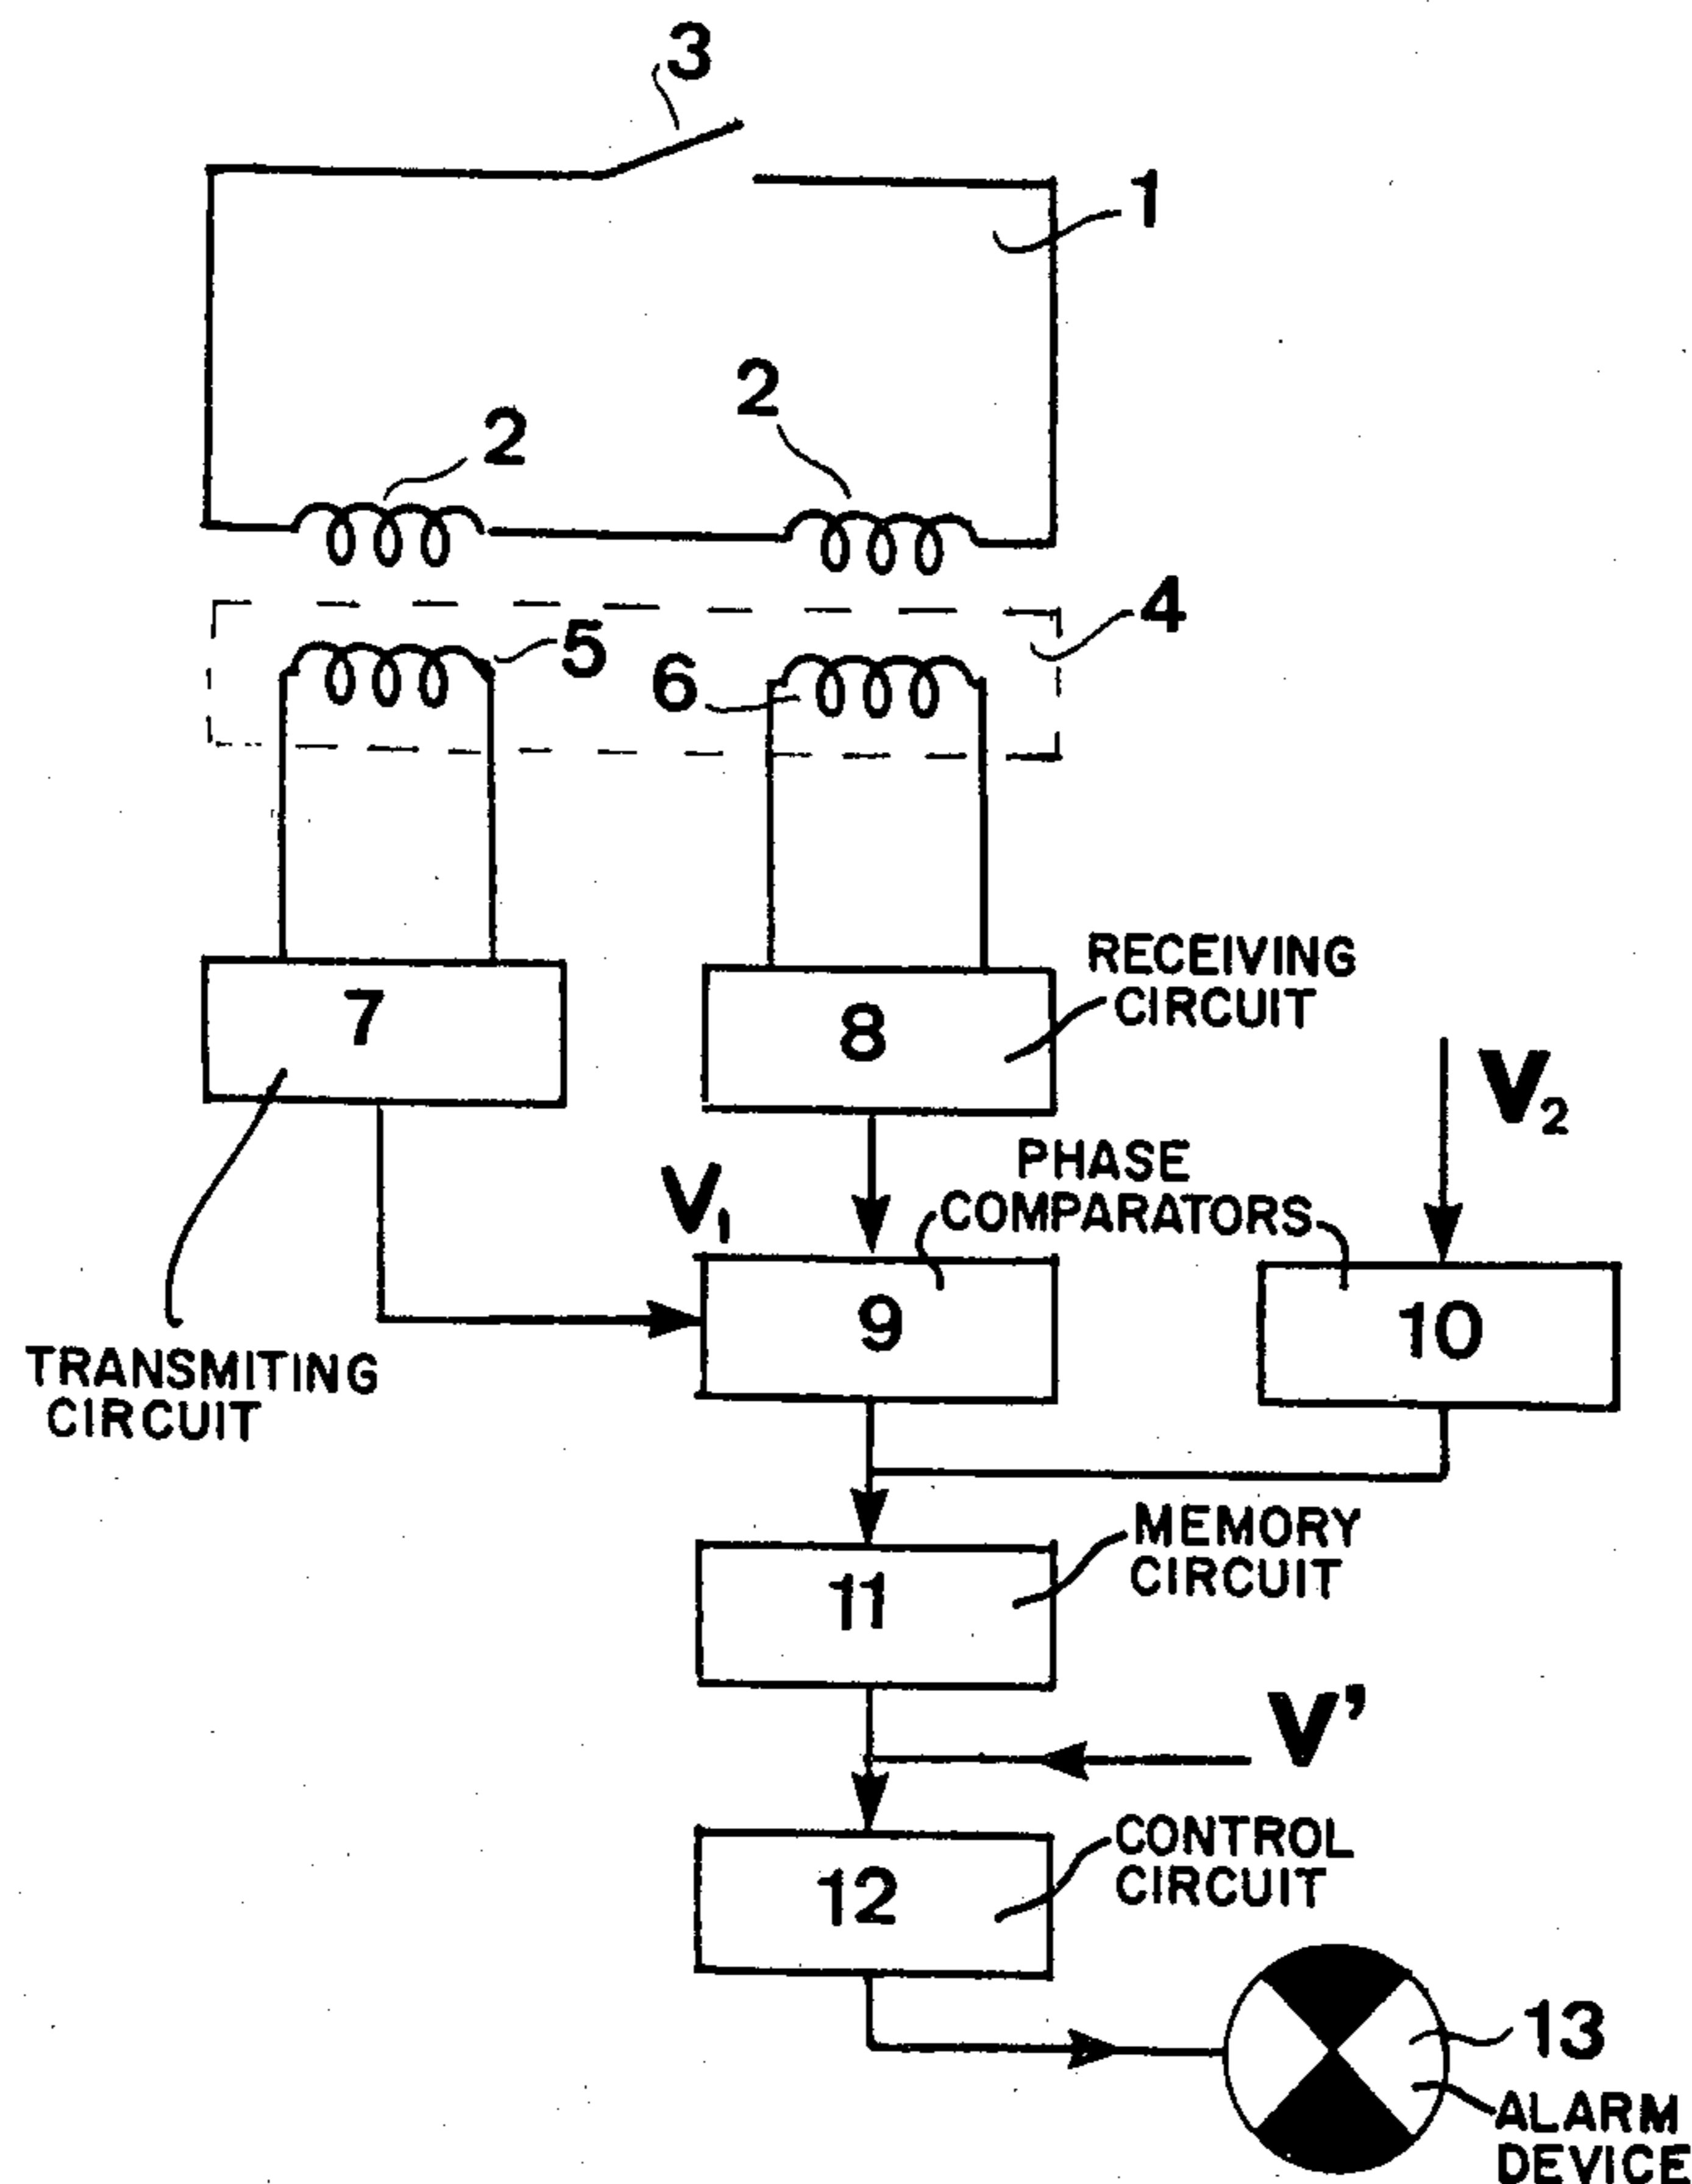 3
1
2
2
4
5
6
RECEIVING
CIRCUIT
7
8
V2
PHASE
COMPARATORS
V1
9
10
TRANSMITING
CIRCUIT
MEMORY
CIRCUIT
11
V'
CONTROL
CIRCUIT
12
13
ALARM
DEVICE